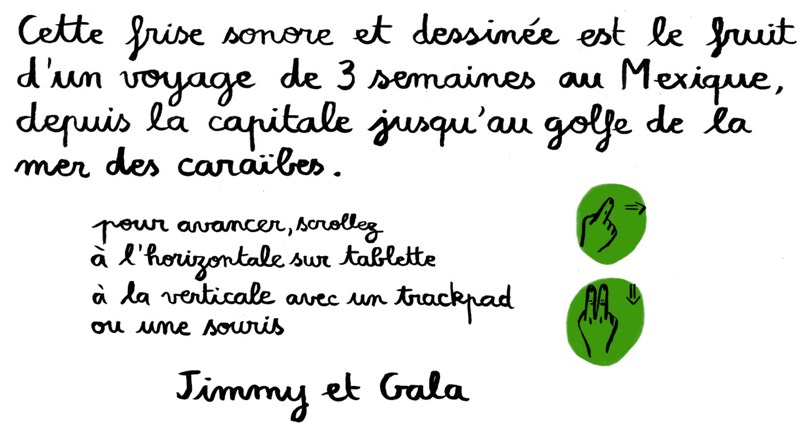 Cette frise sonore et dessinée est le fruit
d'un voyage de 3 semaines au Mexique,
depuis la capitale jusqu'au golfe de la
mer des caraïbes.
pour avancer, scrollez
à l'horizontale sur tablette
à la verticale avec un trackpad
ou une souris
Jimmy et Gala